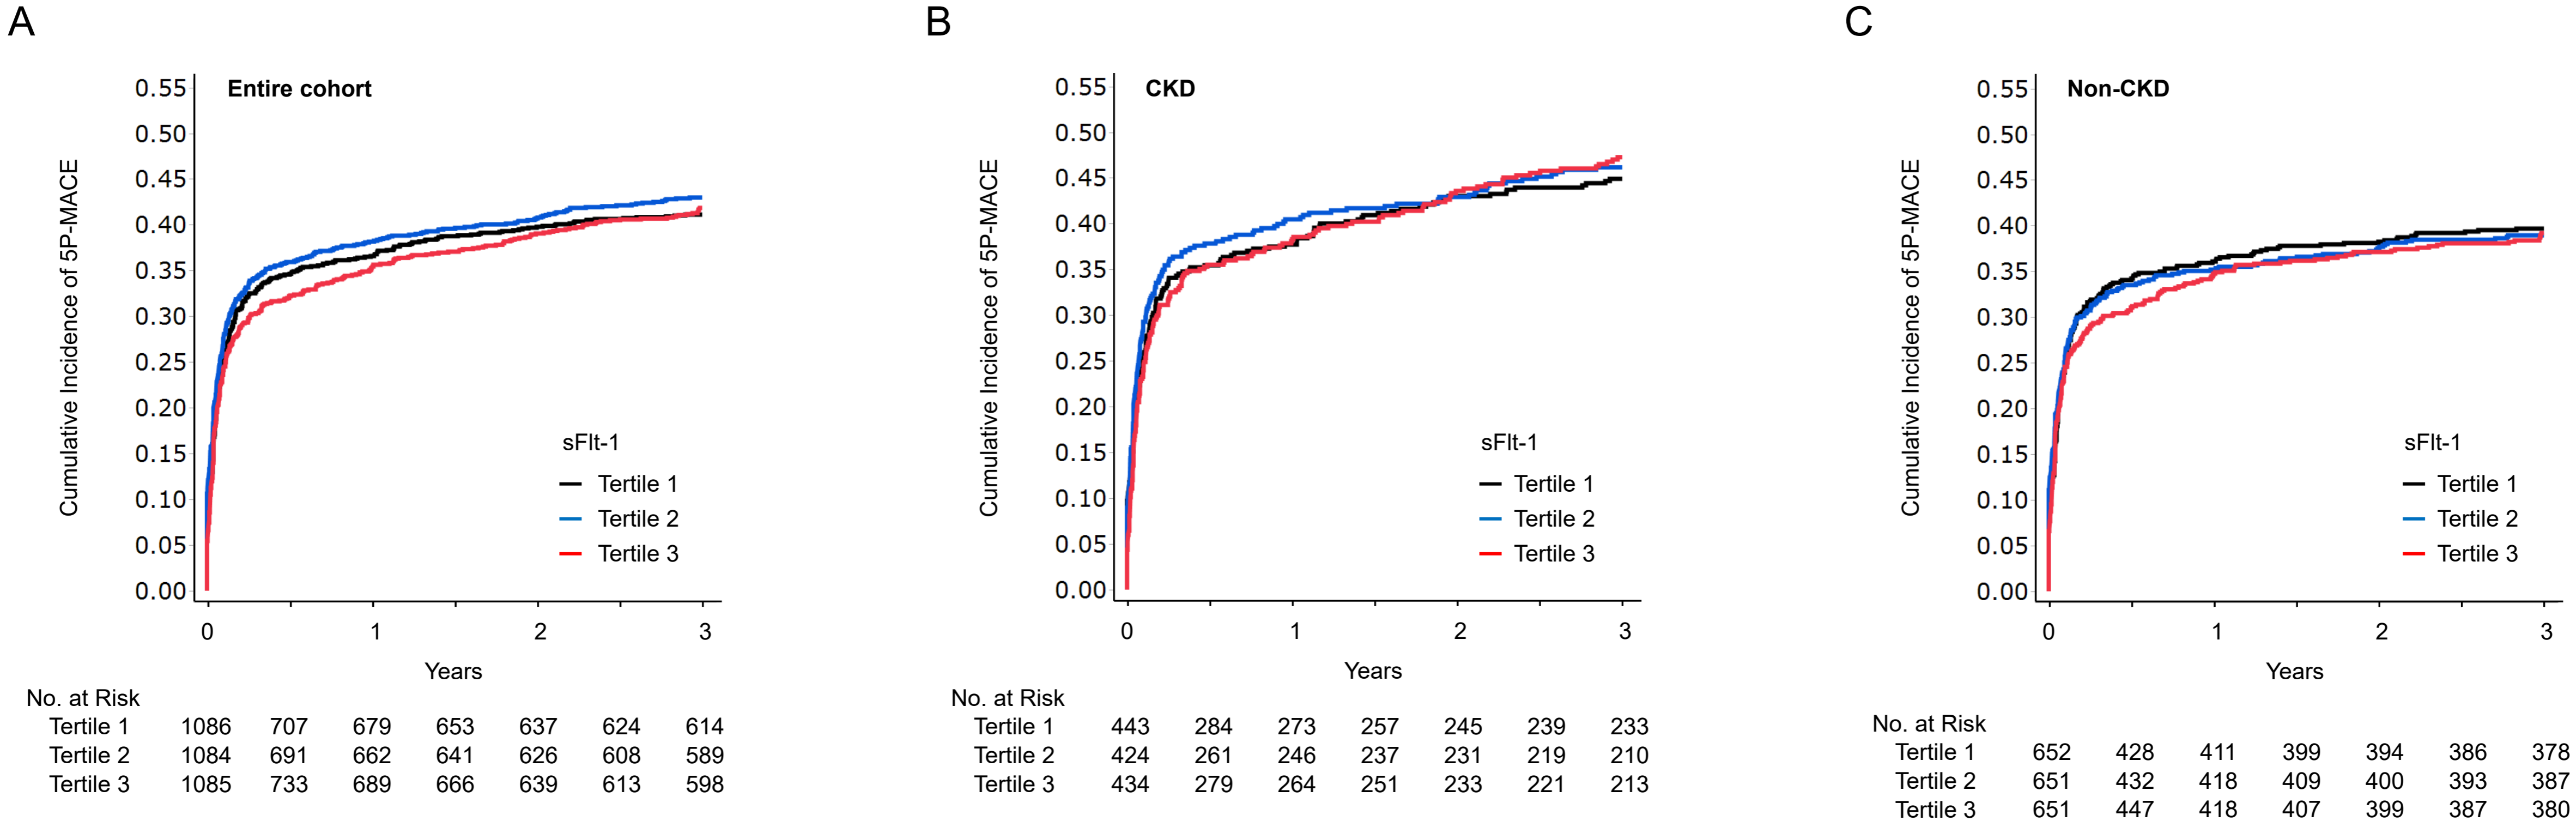 A
Entire cohort
Cumulative Incidence of 5P-MACE
0.55
0.50
0.45
0.40
0.35
0.30
0.25
0.20
0.15
0.10
0.05
0.00
sFlt-1
Tertile 1
Tertile 2
Tertile 3
0 1 2 3
Years
No. at Risk
Tertile 1 1086 707 679 653 637 624 614
Tertile 2 1084 691 662 641 626 608 589
Tertile 3 1085 733 689 666 639 613 598
B
CKD
Cumulative Incidence of 5P-MACE
0.55
0.50
0.45
0.40
0.35
0.30
0.25
0.20
0.15
0.10
0.05
0.00
sFlt-1
Tertile 1
Tertile 2
Tertile 3
0 1 2 3
Years
No. at Risk
Tertile 1 443 284 273 257 245 239 233
Tertile 2 424 261 246 237 231 219 210
Tertile 3 434 279 264 251 233 221 213
C
Non-CKD
Cumulative Incidence of 5P-MACE
0.55
0.50
0.45
0.40
0.35
0.30
0.25
0.20
0.15
0.10
0.05
0.00
sFlt-1
Tertile 1
Tertile 2
Tertile 3
0 1 2 3
Years
No. at Risk
Tertile 1 652 428 411 399 394 386 378
Tertile 2 651 432 418 409 400 393 387
Tertile 3 651 447 418 407 399 387 380